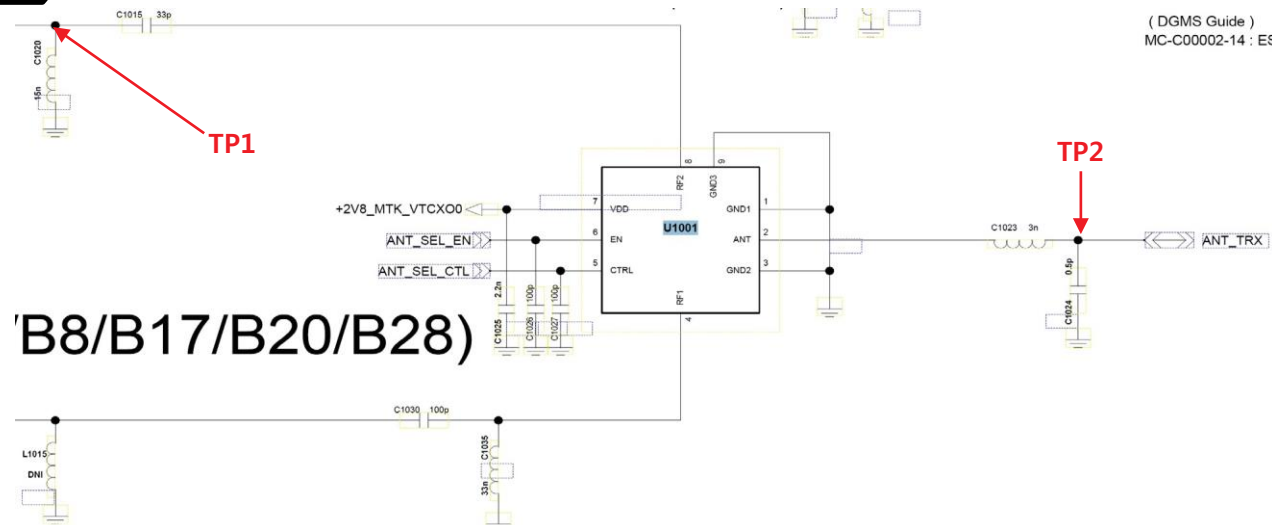 C1015 33p
( DGMS Guide )
MC-C00002-14 : ES
C1020
15n
TP1
TP2
8
9
RF2
GND3
+2V8_MTK_VTCXO0
7
VDD
GND1
1
U1001
ANT_SEL_EN
6
EN
ANT
2
C1023 3n
ANT_TRX
ANT_SEL_CTL
5
CTRL
GND2
3
0.5p
C1024
2.2n
100p
100p
C1025
C1026
C1027
RF1
4
/B8/B17/B20/B28)
C1030 100p
L1015
DNI
C1035
33n